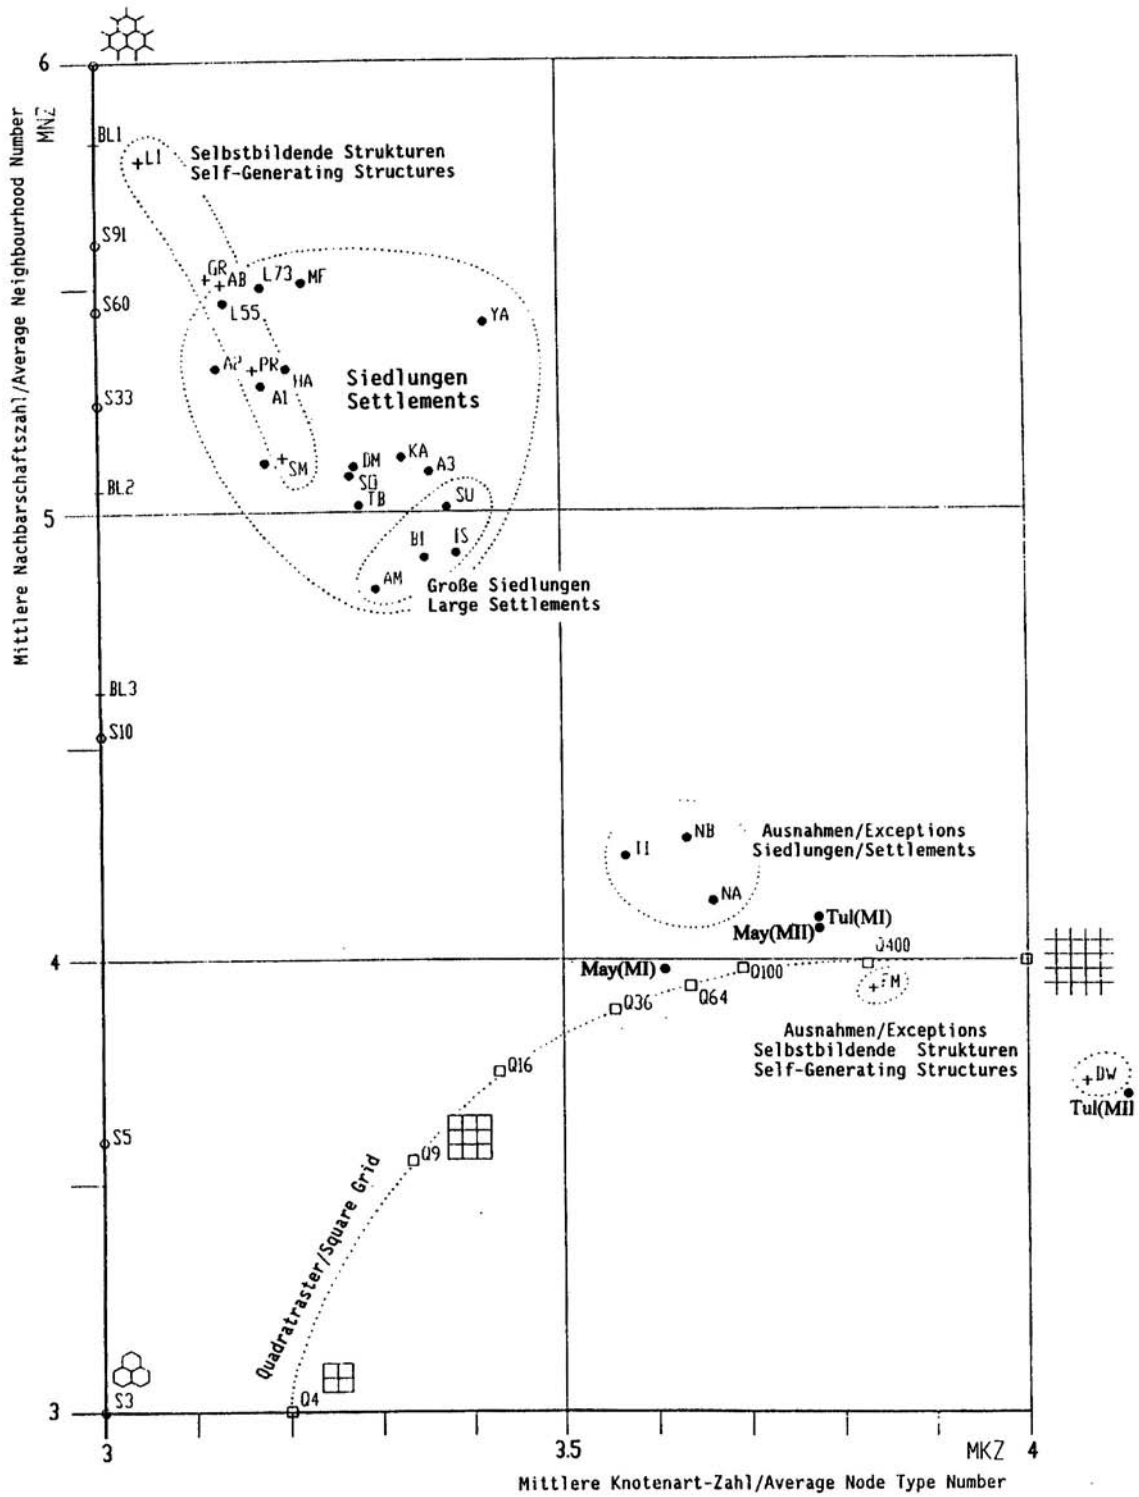 6
Mittlere Nachbarschaftszahl/Average Neighbourhood Number
MNZ
BL1
L1
Selbstbildende Strukturen
Self-Generating Structures
S91
GR
AB
L73
MF
S60
L55
YA
PR
HA
A1
Siedlungen
Settlements
S33
SM
DM
KA
A3
TB
SU
BL2
5
BI
IS
AM
Große Siedlungen
Large Settlements
BL3
S10
NB
Ausnahmen/Exceptions
Siedlungen/Settlements
NA
Tul(MI)
May(MII)
Q400
4
May(MI)
Q100
Q36
Q64
FM
Ausnahmen/Exceptions
Selbstbildende Strukturen
Self-Generating Structures
Q16
DW
Tul(MII
S5
Q9
Quadratraster/Square Grid
S3
Q4
3
3
3.5
MKZ
4
Mittlere Knotenart-Zahl/Average Node Type Number